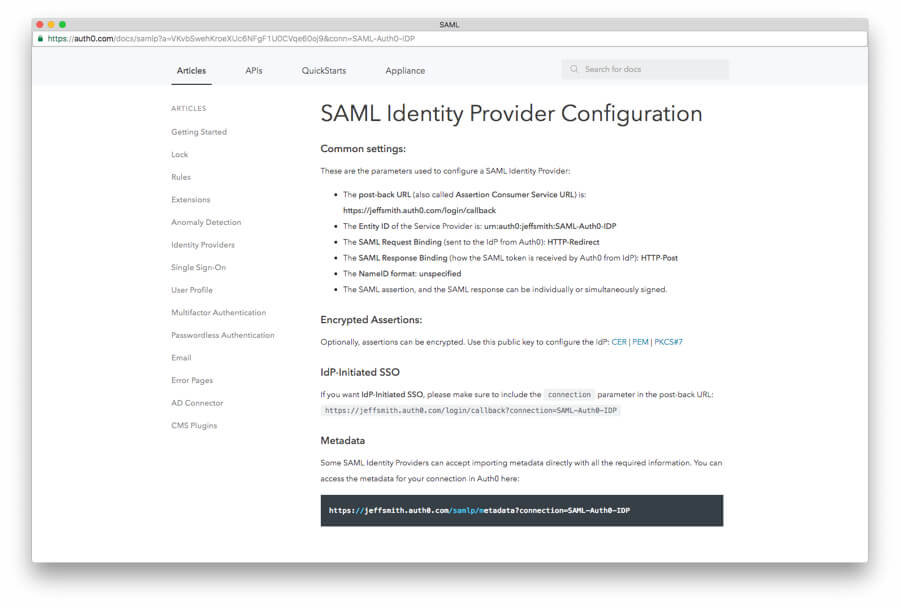 SAML
https://auth0.com/docs/samlp?a=VKvbSwehKroeXUc6NFgF1U0CVqe60oj9&conn=SAML-Auth0-IDP
Articles APIs QuickStarts Appliance Search for docs
ARTICLES
Getting Started
Lock
Rules
Extensions
Anomaly Detection
Identity Providers
Single Sign-On
User Profile
Multifactor Authentication
Passwordless Authentication
Email
Error Pages
AD Connector
CMS Plugins
SAML Identity Provider Configuration
Common settings:
These are the parameters used to configure a SAML Identity Provider:
• The post-back URL (also called Assertion Consumer Service URL) is:
https://jeffsmith.auth0.com/login/callback
• The Entity ID of the Service Provider is: urn:auth0:jeffsmith:SAML-Auth0-IDP
• The SAML Request Binding (sent to the IdP from Auth0): HTTP-Redirect
• The SAML Response Binding (how the SAML token is received by Auth0 from IdP): HTTP-Post
• The NameID format: unspecified
• The SAML assertion, and the SAML response can be individually or simultaneously signed.
Encrypted Assertions:
Optionally, assertions can be encrypted. Use this public key to configure the IdP: CER | PEM | PKCS#7
IdP-Initiated SSO
If you want IdP-Initiated SSO, please make sure to include the connection parameter in the post-back URL:
https://jeffsmith.auth0.com/login/callback?connection=SAML-Auth0-IDP
Metadata
Some SAML Identity Providers can accept importing metadata directly with all the required information. You can
access the metadata for your connection in Auth0 here:
https://jeffsmith.auth0.com/samlp/metadata?connection=SAML-Auth0-IDP